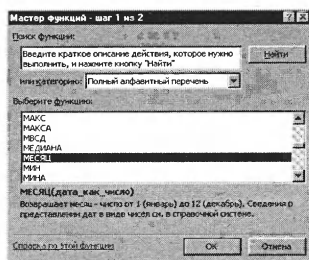 Мастер функций - шаг 1 из 2
Поиск функции:
Введите краткое описание действия, которое нужно выполнить, и нажмите кнопку "Найти"
Найти
или категорию: Полный алфавитный перечень
Выберите функцию:
МАКС
МАКСА
МВСД
МЕДИАНА
МЕСЯЦ
МИН
МИНА
МЕСЯЦ(дата_как_число)
Возвращает месяц - число от 1 (январь) до 12 (декабрь). Сведения о представлении дат в виде чисел см. в справочной системе.
Справка по этой функции
ОК
Отмена